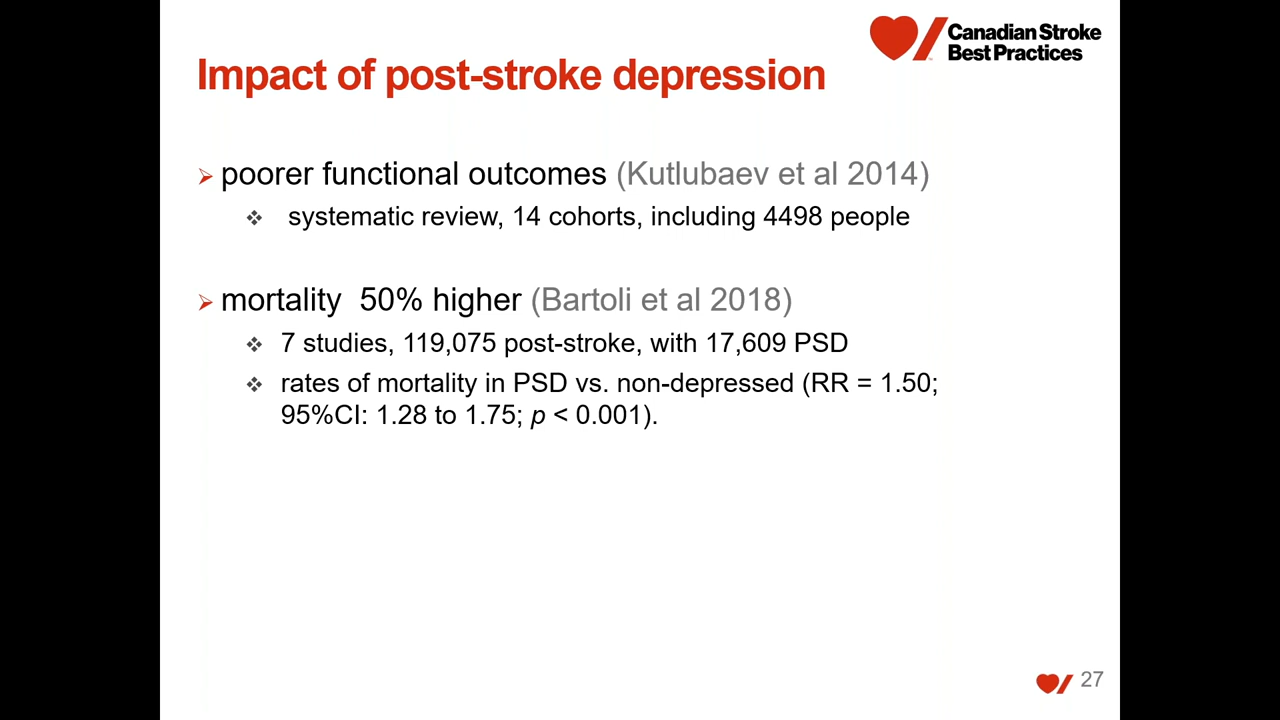 Canadian Stroke
Best Practices
Impact of post-stroke depression
poorer functional outcomes (Kutlubaev et al 2014)
systematic review, 14 cohorts, including 4498 people
mortality  50% higher (Bartoli et al 2018)
7 studies, 119,075 post-stroke, with 17,609 PSD
rates of mortality in PSD vs. non-depressed (RR = 1.50;
95%CI: 1.28 to 1.75; p < 0.001).
27